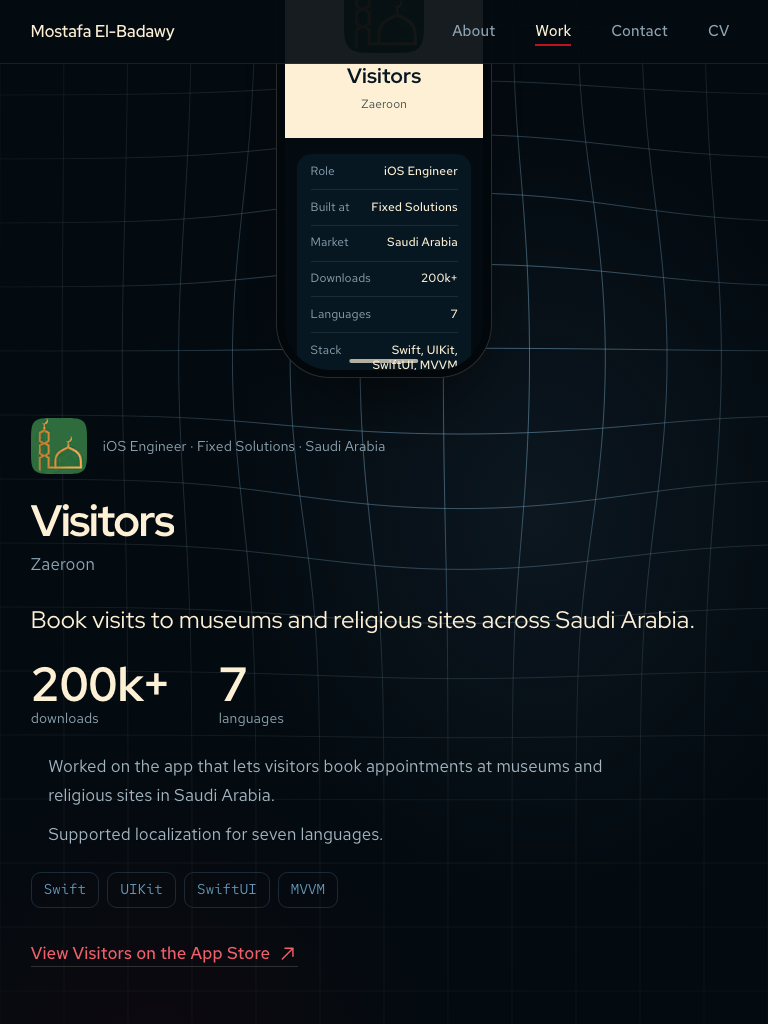 Mostafa El-Badawy
About
Work
Contact
CV
Visitors
Zaeroon
Role iOS Engineer
Built at Fixed Solutions
Market Saudi Arabia
Downloads 200k+
Languages 7
Stack Swift, UIKit,
SwiftUI, MVVM
iOS Engineer · Fixed Solutions · Saudi Arabia
Visitors
Zaeroon
Book visits to museums and religious sites across Saudi Arabia.
200k+ 7
downloads languages
Worked on the app that lets visitors book appointments at museums and
religious sites in Saudi Arabia.
Supported localization for seven languages.
Swift UIKit SwiftUI MVVM
View Visitors on the App Store